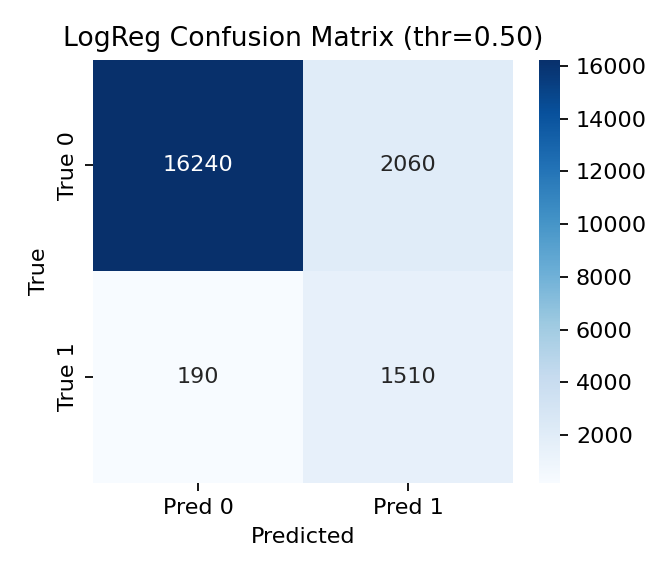 LogReg Confusion Matrix (thr=0.50)
True
True 0
True 1
16240 2060
190 1510
Pred 0 Pred 1
Predicted
16000
14000
12000
10000
8000
6000
4000
2000